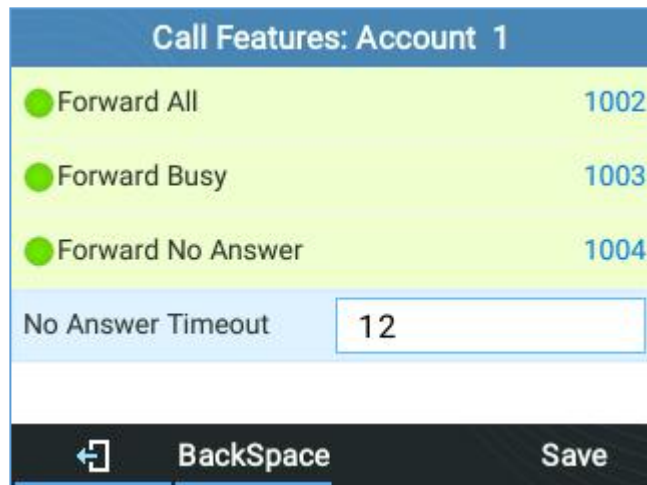 Call Features: Account 1
Forward All 1002
Forward Busy 1003
Forward No Answer 1004
No Answer Timeout 12
BackSpace Save